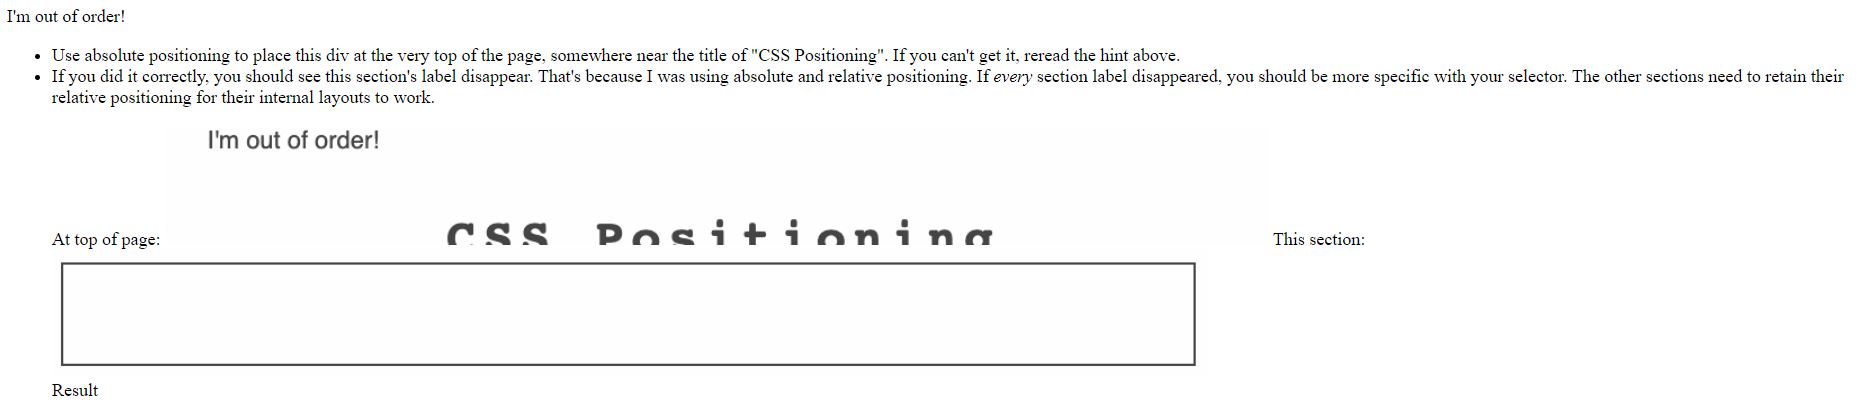 I'm out of order!
• Use absolute positioning to place this div at the very top of the page, somewhere near the title of "CSS Positioning". If you can't get it, reread the hint above.
• If you did it correctly, you should see this section's label disappear. That's because I was using absolute and relative positioning. If every section label disappeared, you should be more specific with your selector. The other sections need to retain their
relative positioning for their internal layouts to work.
I'm out of order!
At top of page:
CSS Positioning
This section:
Result